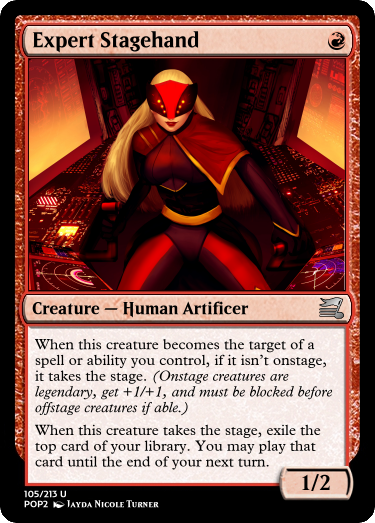 Expert Stagehand
Creature — Human Artificer
When this creature becomes the target of a
spell or ability you control, if it isn't onstage,
it takes the stage. (Onstage creatures are
legendary, get +1/+1, and must be blocked before
offstage creatures if able.)
When this creature takes the stage, exile the
top card of your library. You may play that
card until the end of your next turn.
1/2
105/213 U
POP2 Jayda Nicole Turner